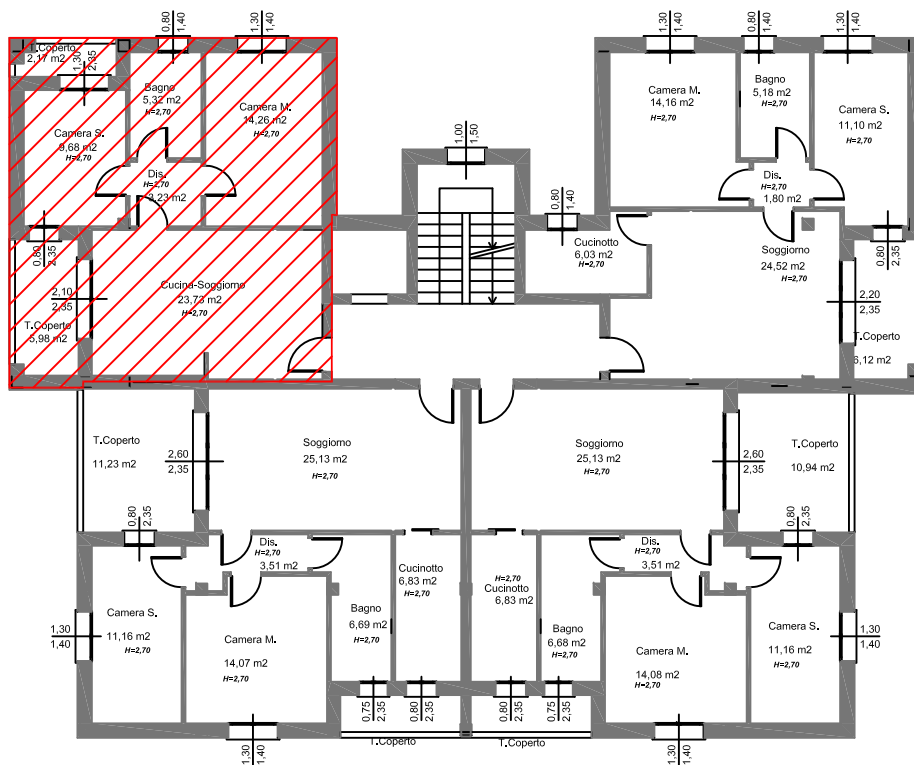 0,80
1,40
1,30
1,40
1,30
1,40
0,80
1,40
1,30
1,40
T.Coperto
2,17 m2
1,30
2,35
Bagno
5,32 m2
H=2,70
Camera M.
14,26 m2
H=2,70
Camera S.
9,68 m2
H=2,70
Dis.
H=2,70
3,23 m2
1,00
1,50
0,80
1,40
Camera M.
14,16 m2
H=2,70
Bagno
5,18 m2
H=2,70
Camera S.
11,10 m2
H=2,70
Dis.
H=2,70
1,80 m2
0,80
2,35
Cucinotto
6,03 m2
H=2,70
Soggiorno
24,52 m2
H=2,70
0,80
2,35
2,10
2,35
Cucina-Soggiorno
23,73 m2
H=2,70
2,20
2,35
T.Coperto
5,98 m2
T.Coperto
6,12 m2
T.Coperto
11,23 m2
2,60
2,35
Soggiorno
25,13 m2
H=2,70
Soggiorno
25,13 m2
H=2,70
2,60
2,35
T.Coperto
10,94 m2
0,80
2,35
0,80
2,35
Dis.
H=2,70
3,51 m2
Dis.
H=2,70
3,51 m2
Cucinotto
6,83 m2
H=2,70
H=2,70
Cucinotto
6,83 m2
Camera S.
11,16 m2
H=2,70
Bagno
6,69 m2
H=2,70
Bagno
6,68 m2
H=2,70
Camera S.
11,16 m2
H=2,70
1,30
1,40
1,30
1,40
Camera M.
14,07 m2
H=2,70
Camera M.
14,08 m2
H=2,70
0,75
2,35
0,80
2,35
0,80
2,35
0,75
2,35
T.Coperto
T.Coperto
1,30
1,40
1,30
1,40